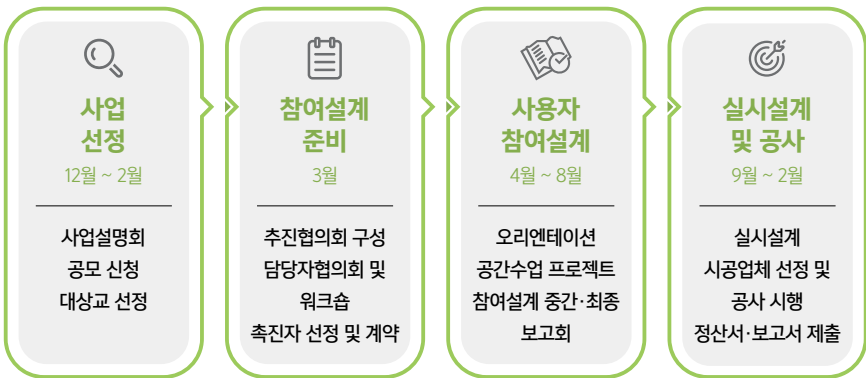 사업
선정
12월 ~ 2월
사업설명회
공모 신청
대상교 선정
참여설계
준비
3월
추진협의회 구성
담당자협의회 및
워크숍
촉진자 선정 및 계약
사용자
참여설계
4월 ~ 8월
오리엔테이션
공간수업 프로젝트
참여설계 중간·최종
보고회
실시설계
및 공사
9월 ~ 2월
실시설계
시공업체 선정 및
공사 시행
정산서·보고서 제출